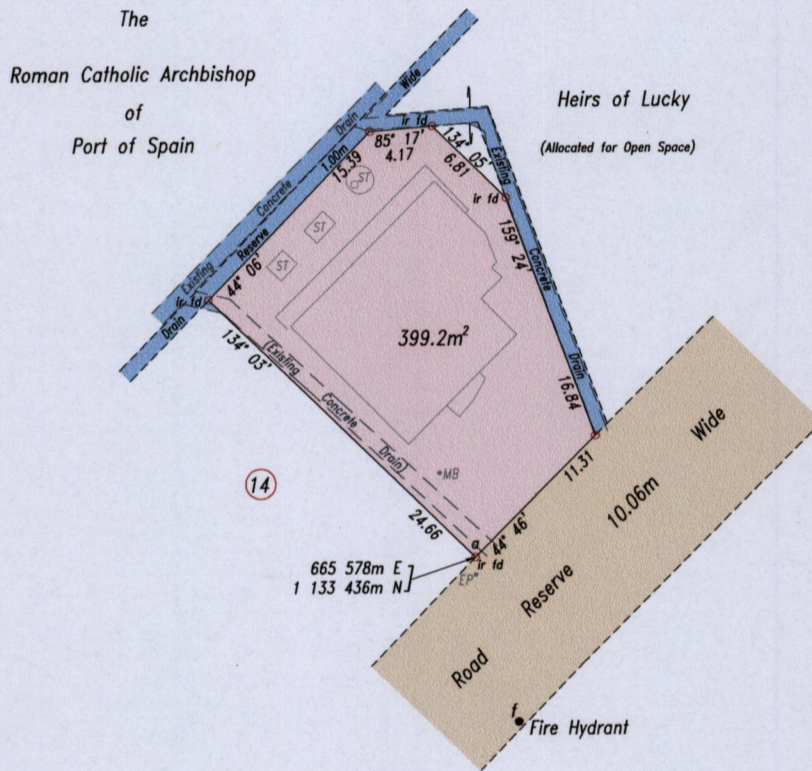 The
Roman Catholic Archbishop
of
Port of Spain
Heirs of Lucky
(Allocated for Open Space)
Drain
Wide
1.00m
15.39
Existing
Concrete
Reserve
44° 06'
Drain
ir fd
ir fd
85° 17'
4.17
134° 05'
6.81
ir fd
Existing
Concrete
Drain
159° 24'
16.84
ST
ST
ST
399.2m²
134° 03'
(Existing
Concrete
Drain)
24.66
MB
14
11.31
44° 46'
a
ir fd
EP
665 578m E
1 133 436m N
Road
Reserve
10.06m
Wide
f
Fire Hydrant